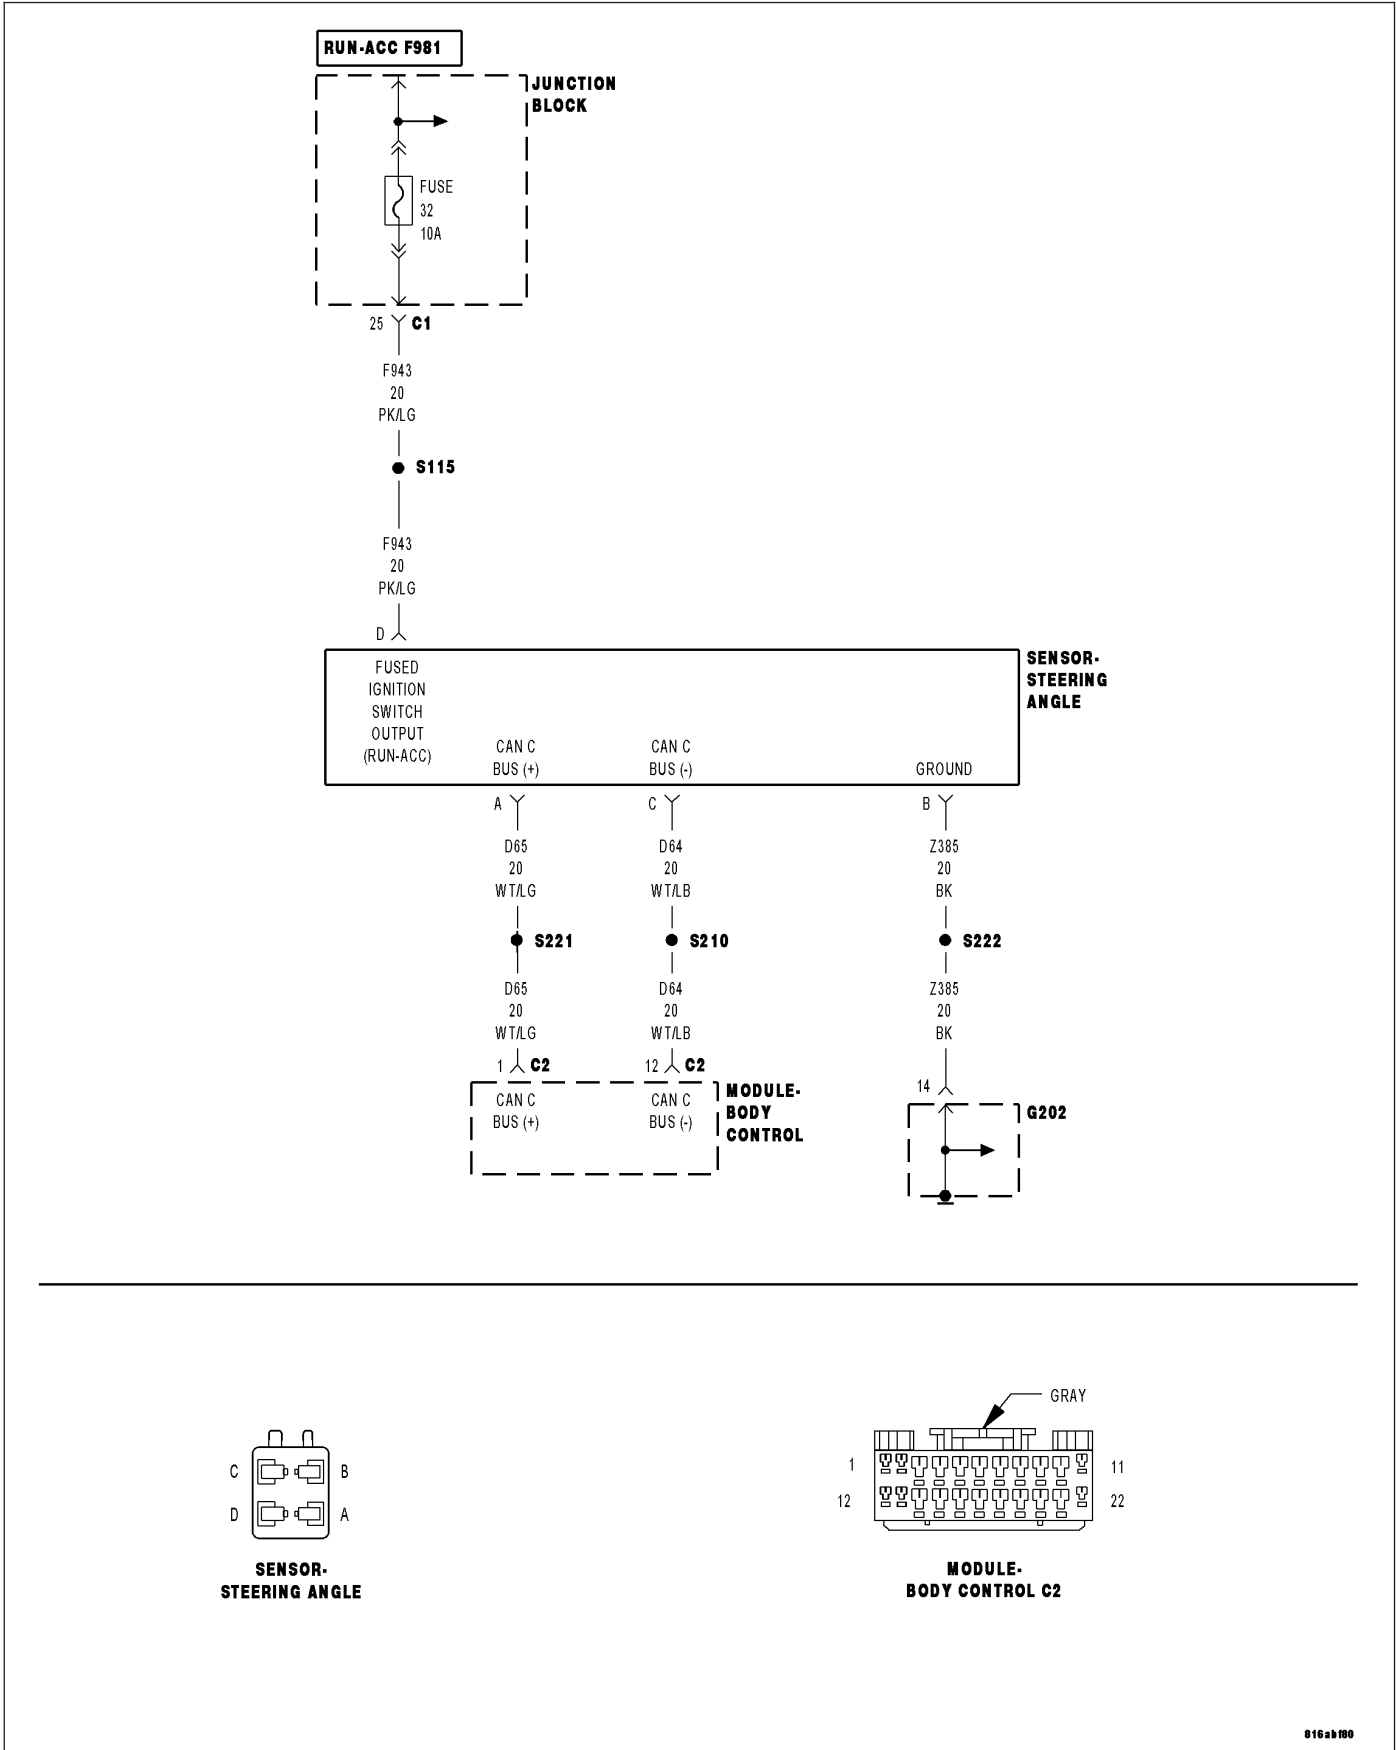 RUN-ACC F981
JUNCTION
BLOCK
FUSE
32
10A
25 C1
F943
20
PK/LG
S115
F943
20
PK/LG
D
FUSED
IGNITION
SWITCH
OUTPUT
(RUN-ACC)
CAN C
BUS (+)
CAN C
BUS (-)
GROUND
SENSOR-
STEERING
ANGLE
A C B
D65 D64 Z385
20 20 20
WT/LG WT/LB BK
S221 S210 S222
D65 D64 Z385
20 20 20
WT/LG WT/LB BK
1 C2 12 C2
14
CAN C
BUS (+)
CAN C
BUS (-)
MODULE-
BODY
CONTROL
G202
GRAY
C B
D A
SENSOR-
STEERING ANGLE
1 11
12 22
MODULE-
BODY CONTROL C2
816abf80